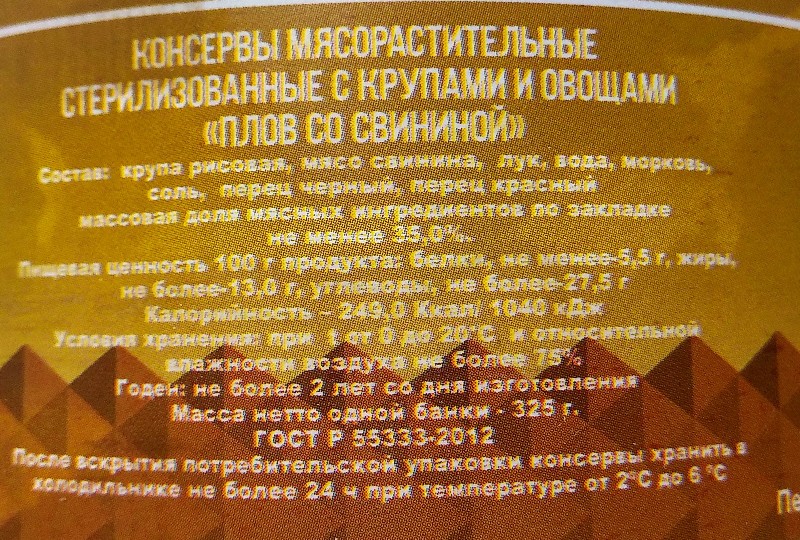 КОНСЕРВЫ МЯСОРАСТИТЕЛЬНЫЕ
СТЕРИЛИЗОВАННЫЕ С КРУПАМИ И ОВОЩАМИ
«ПЛОВ СО СВИНИНОЙ»
Состав: крупа рисовая, мясо свинина, лук, вода, морковь,
соль, перец черный, перец красный
массовая доля мясных ингредиентов по закладке
не менее 35,0%.
Пищевая ценность 100 г продукта: белки, не менее-5,5 г, жиры,
не более-13,0 г, углеводы, не более-27,5 г
Калорийность – 249,0 Ккал/ 1040 кДж
Условия хранения: при t от 0 до 20°С и относительной
влажности воздуха не более 75%
Годен: не более 2 лет со дня изготовления
Масса нетто одной банки - 325 г.
ГОСТ Р 55333-2012
После вскрытия потребительской упаковки консервы хранить в
холодильнике не более 24 ч при температуре от 2°С до 6 °С